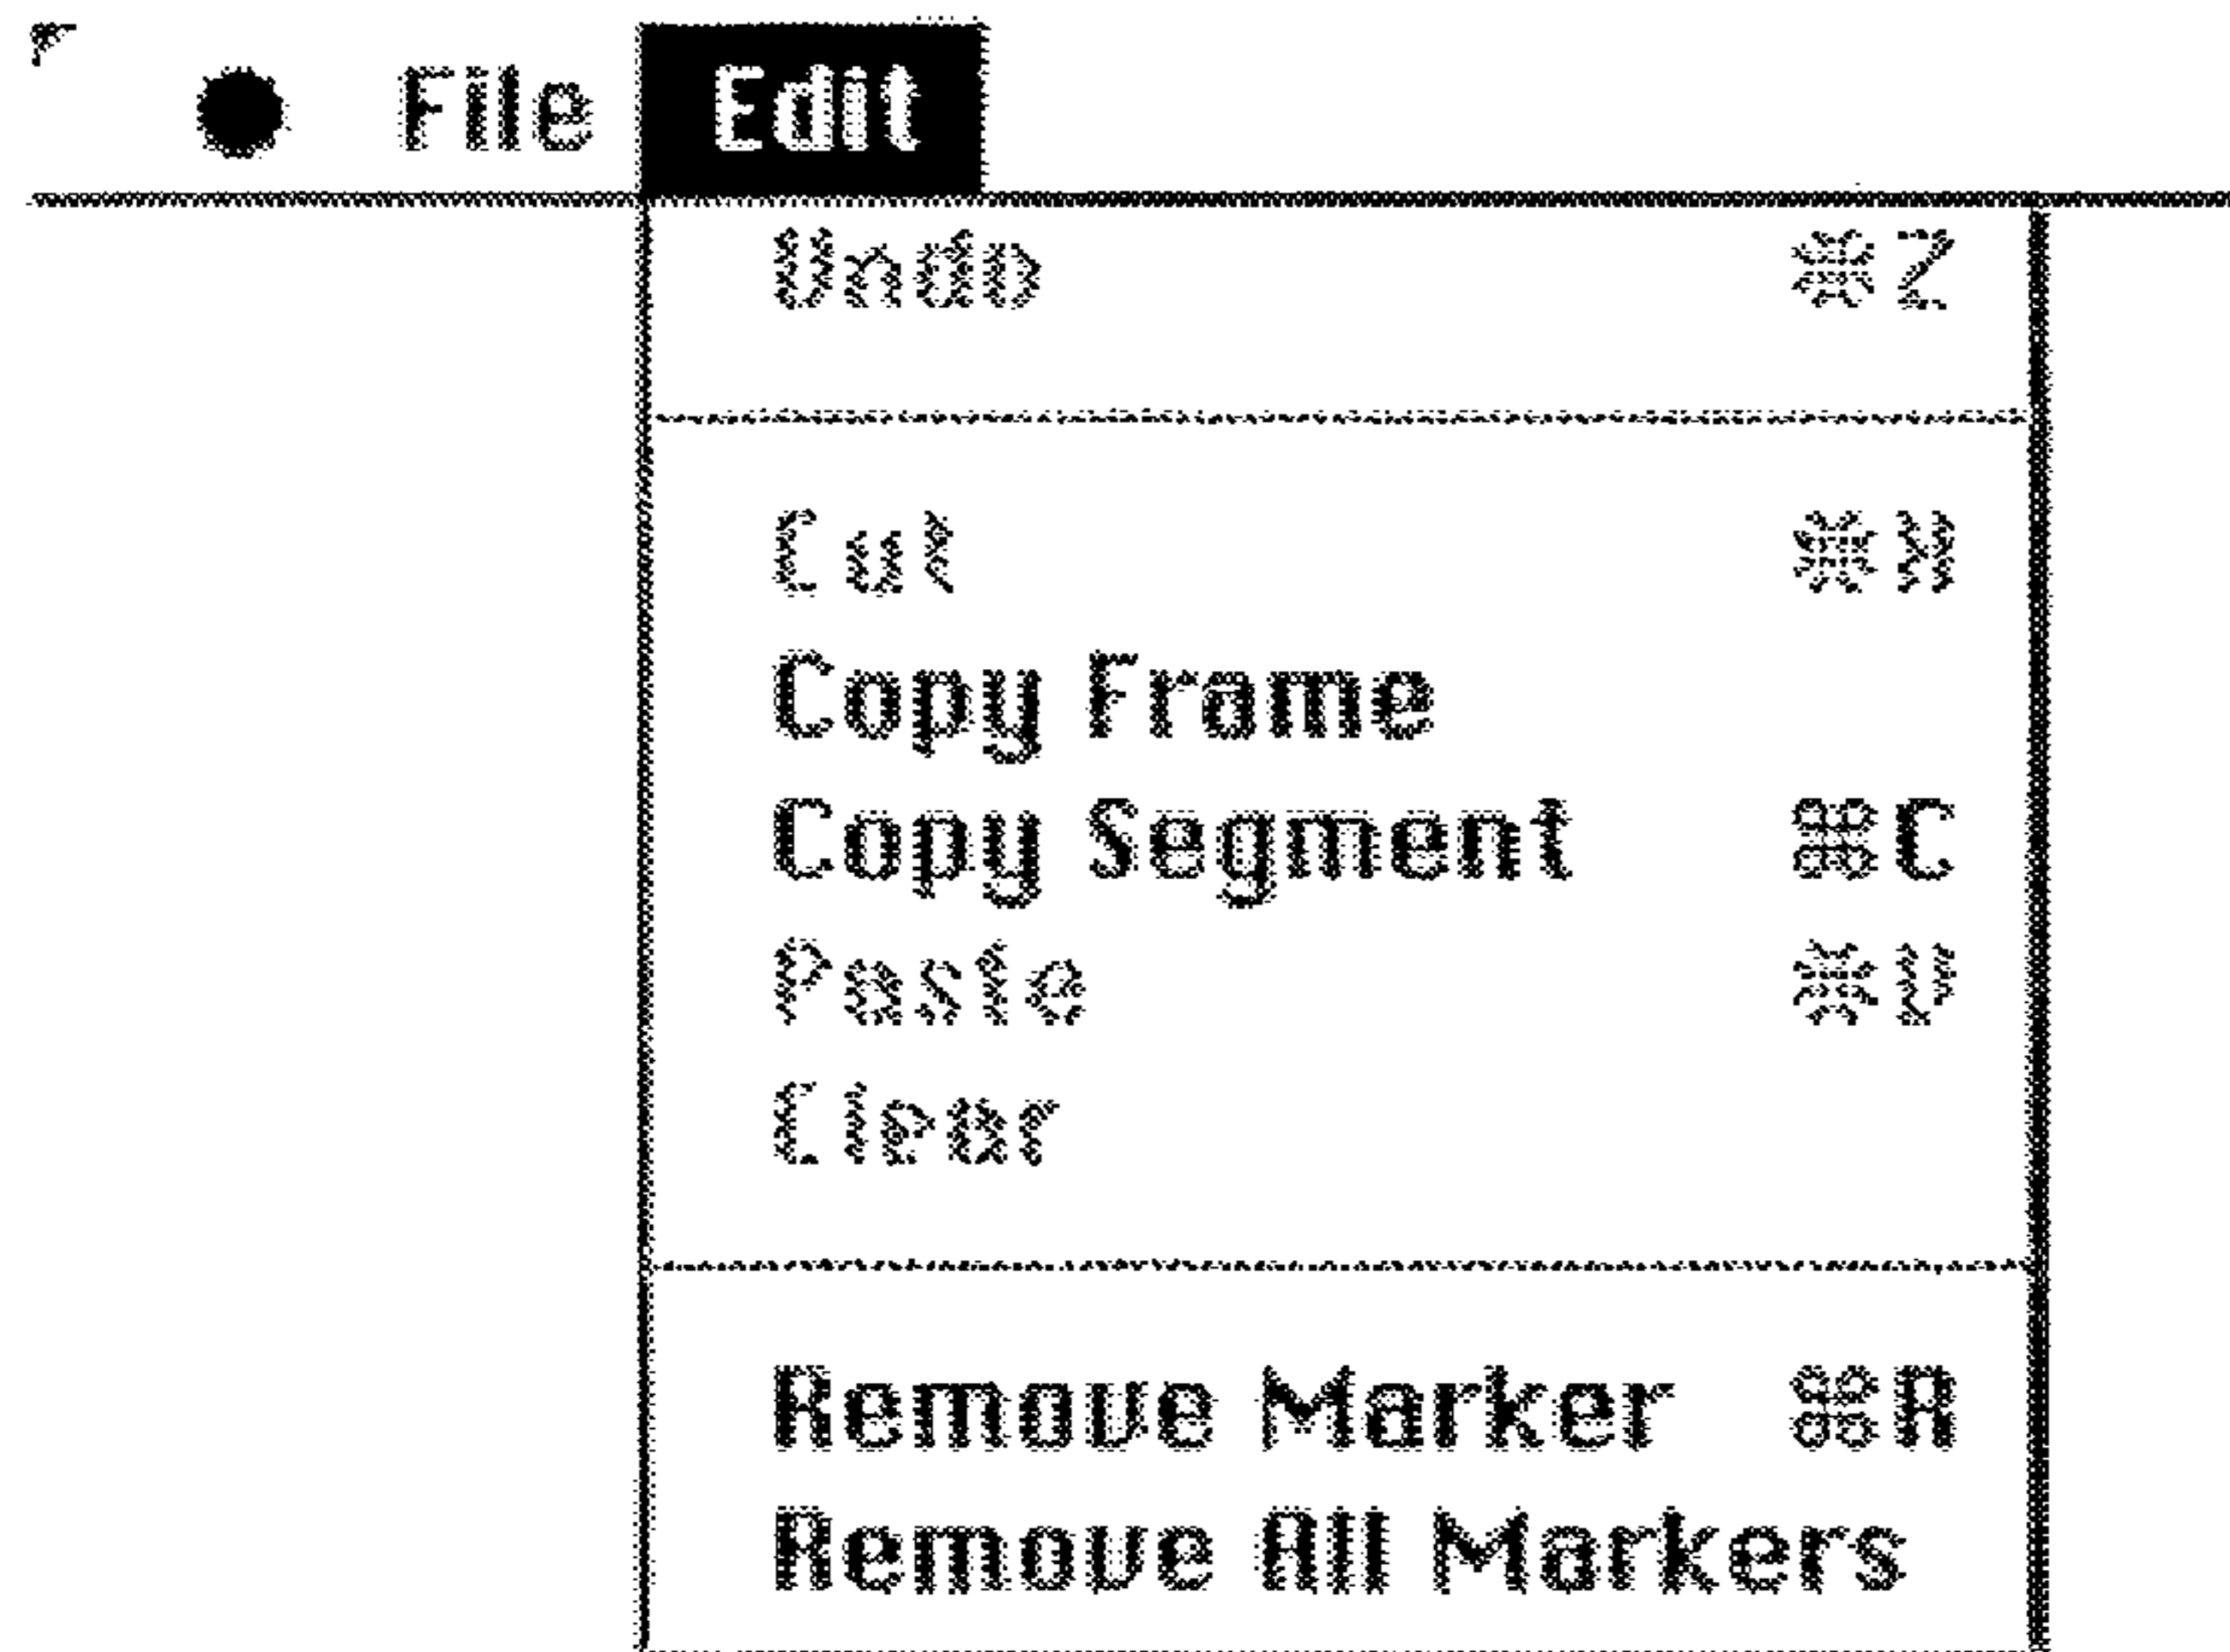 File Edit
Undo ⌘Z
Cut ⌘X
Copy Frame
Copy Segment ⌘C
Paste ⌘V
Clear
Remove Marker ⌘R
Remove All Markers